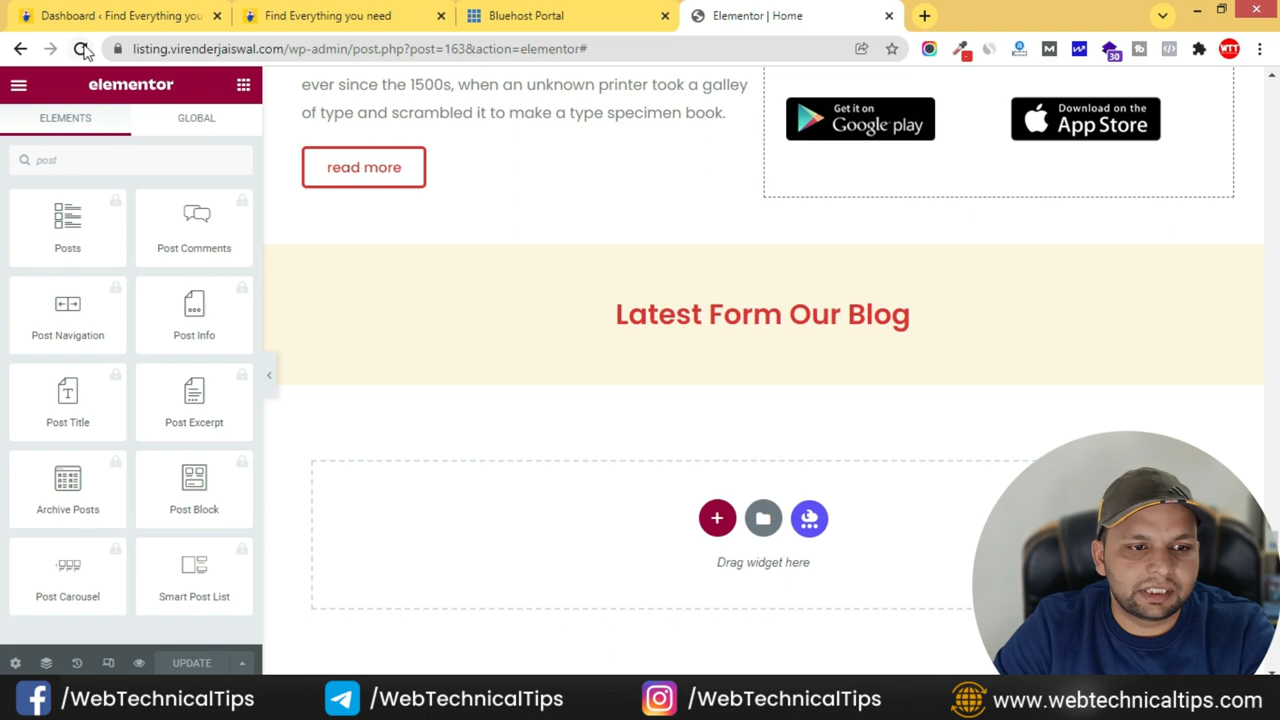 Dashboard ‹ Find Everything you
Find Everything you need
Bluehost Portal
Elementor | Home
listing.virenderjaiswal.com/wp-admin/post.php?post=163&action=elementor#
30
WTT
elementor
ELEMENTS
GLOBAL
post
Posts
Post Comments
Post Navigation
Post Info
Post Title
Post Excerpt
Archive Posts
Post Block
Post Carousel
Smart Post List
UPDATE
ever since the 1500s, when an unknown printer took a galley
of type and scrambled it to make a type specimen book.
read more
GET IT ON
Google play
Download on the
App Store
Latest Form Our Blog
Drag widget here
/WebTechnicalTips
/WebTechnicalTips
/WebTechnicalTips
www.webtechnicaltips.com